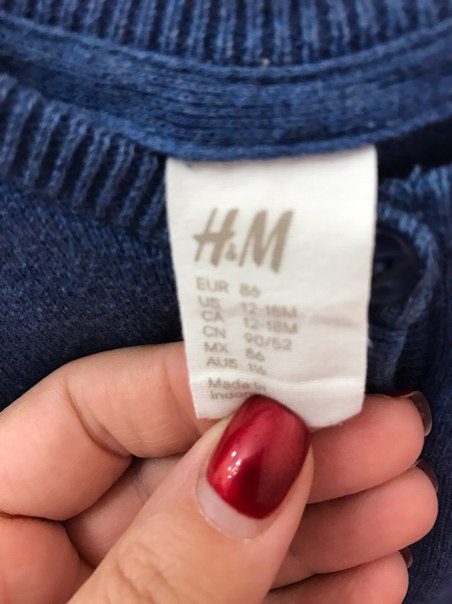 H&M
EUR 86
US 12-18M
CA 12-18M
CN 90/52
MX 86
AUS 1½
Made in